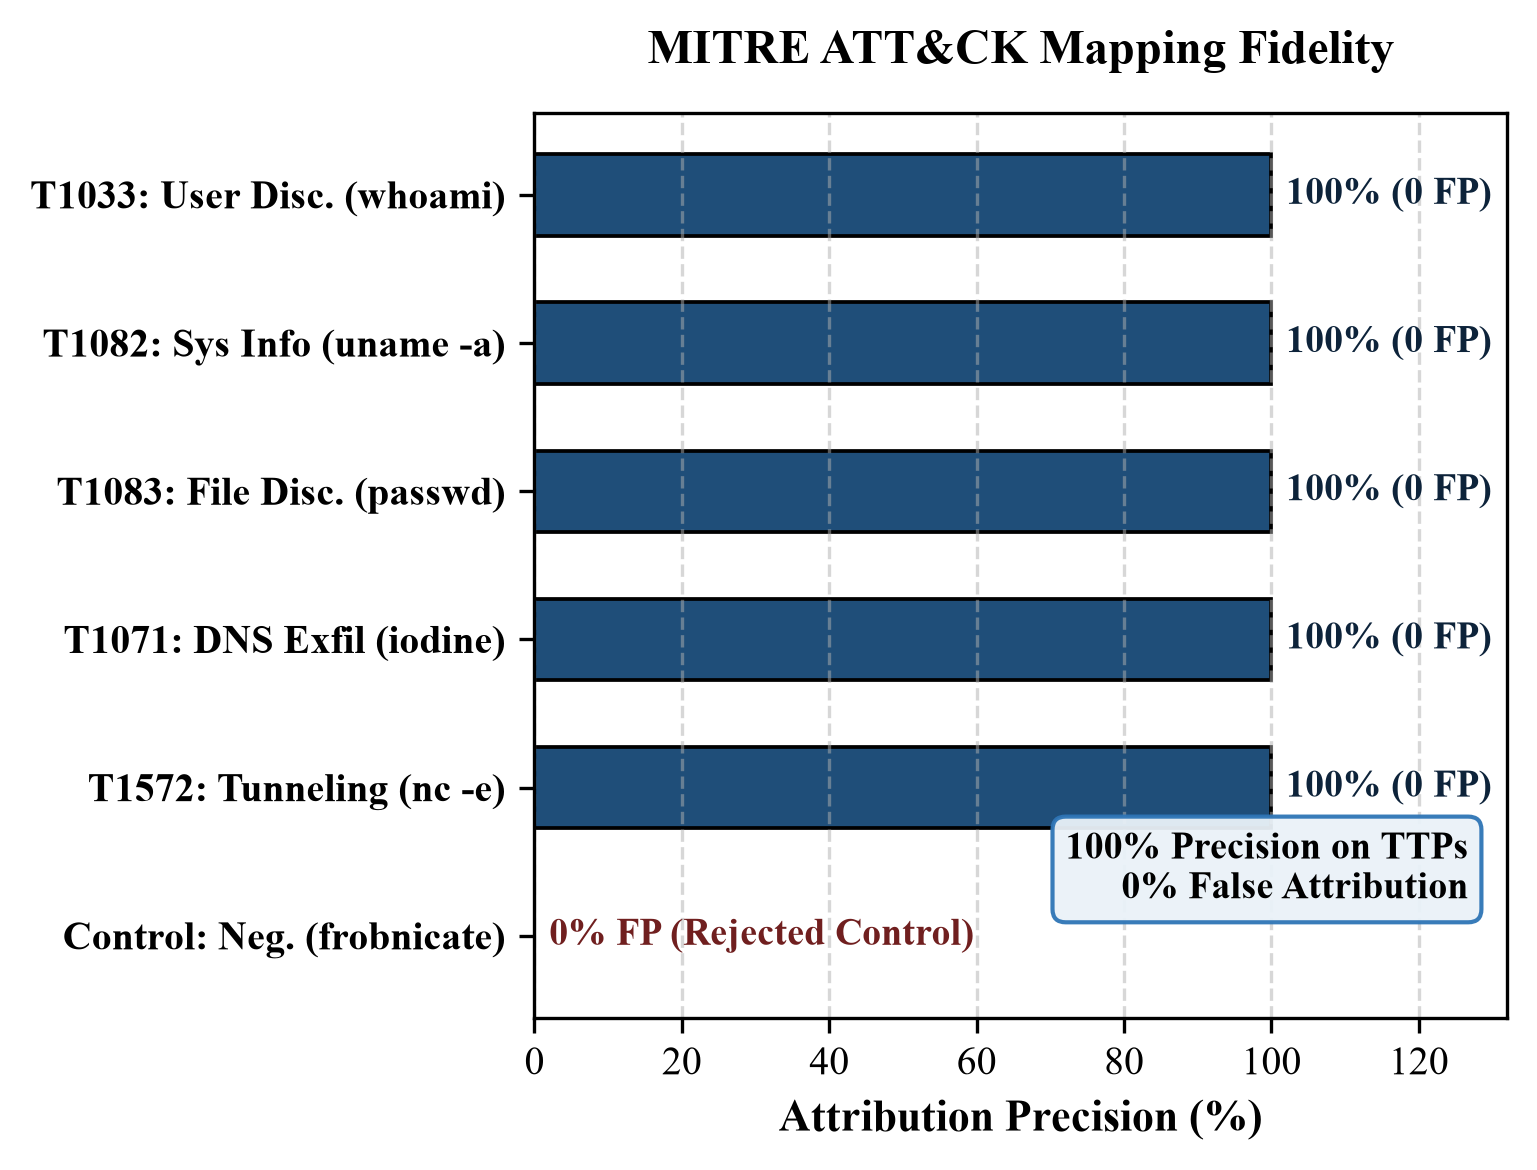 MITRE ATT&CK Mapping Fidelity
T1033: User Disc. (whoami)
100% (0 FP)
T1082: Sys Info (uname -a)
100% (0 FP)
T1083: File Disc. (passwd)
100% (0 FP)
T1071: DNS Exfil (iodine)
100% (0 FP)
T1572: Tunneling (nc -e)
100% (0 FP)
100% Precision on TTPs
0% False Attribution
Control: Neg. (frobnicate)
0% FP (Rejected Control)
0 20 40 60 80 100 120
Attribution Precision (%)